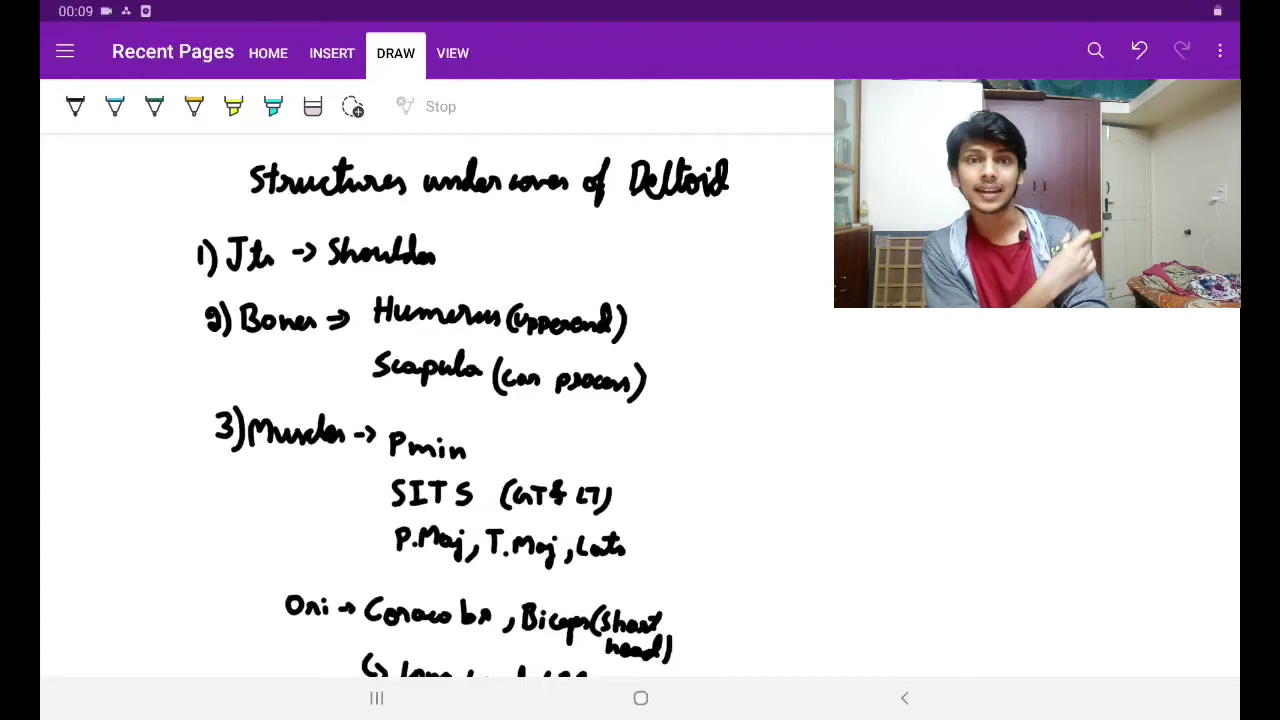 00:09
Recent Pages HOME INSERT DRAW VIEW
Stop
Structures under cover of Deltoid
1) Jts → Shoulder
2) Bones ⇒ Humerus (upper end)
Scapula (Cor process)
3) Muscles → Pmin
SITS (GT & LT)
P.Maj, T.Maj, Lats
Ori → Coraco br, Biceps (Short
head)